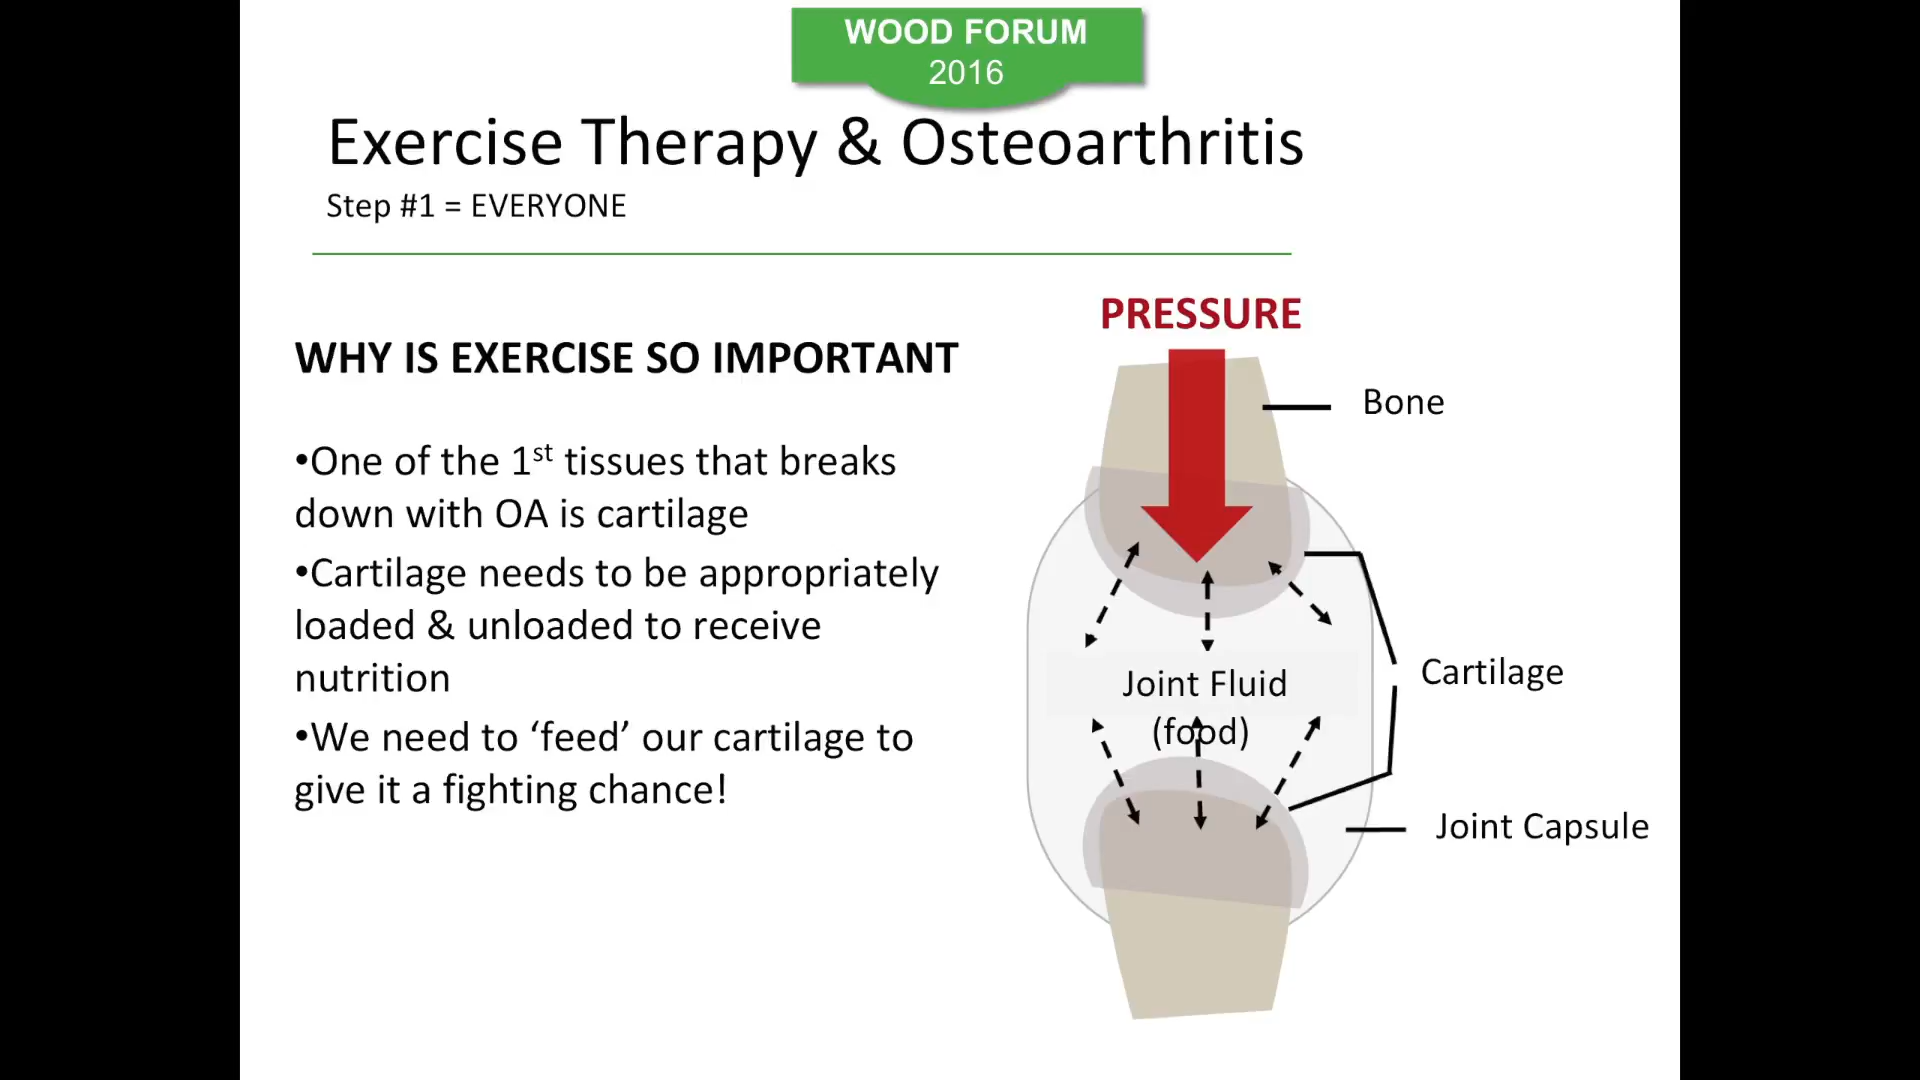 WOOD FORUM
2016
Exercise Therapy & Osteoarthritis
Step #1 = EVERYONE
WHY IS EXERCISE SO IMPORTANT
•One of the 1st tissues that breaks
down with OA is cartilage
•Cartilage needs to be appropriately
loaded & unloaded to receive
nutrition
•We need to ‘feed’ our cartilage to
give it a fighting chance!
PRESSURE
Bone
Joint Fluid
(food)
Cartilage
Joint Capsule